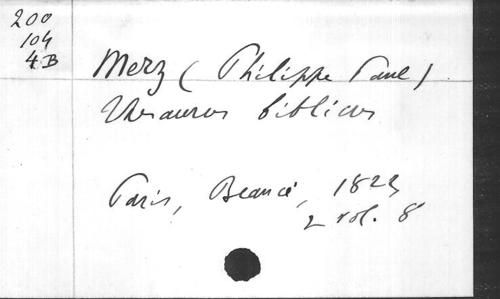 200
104
4B
Merz (Philippe Paul)
Thesaurus biblicus
Paris, Beaucé, 1823
2 vol. 8